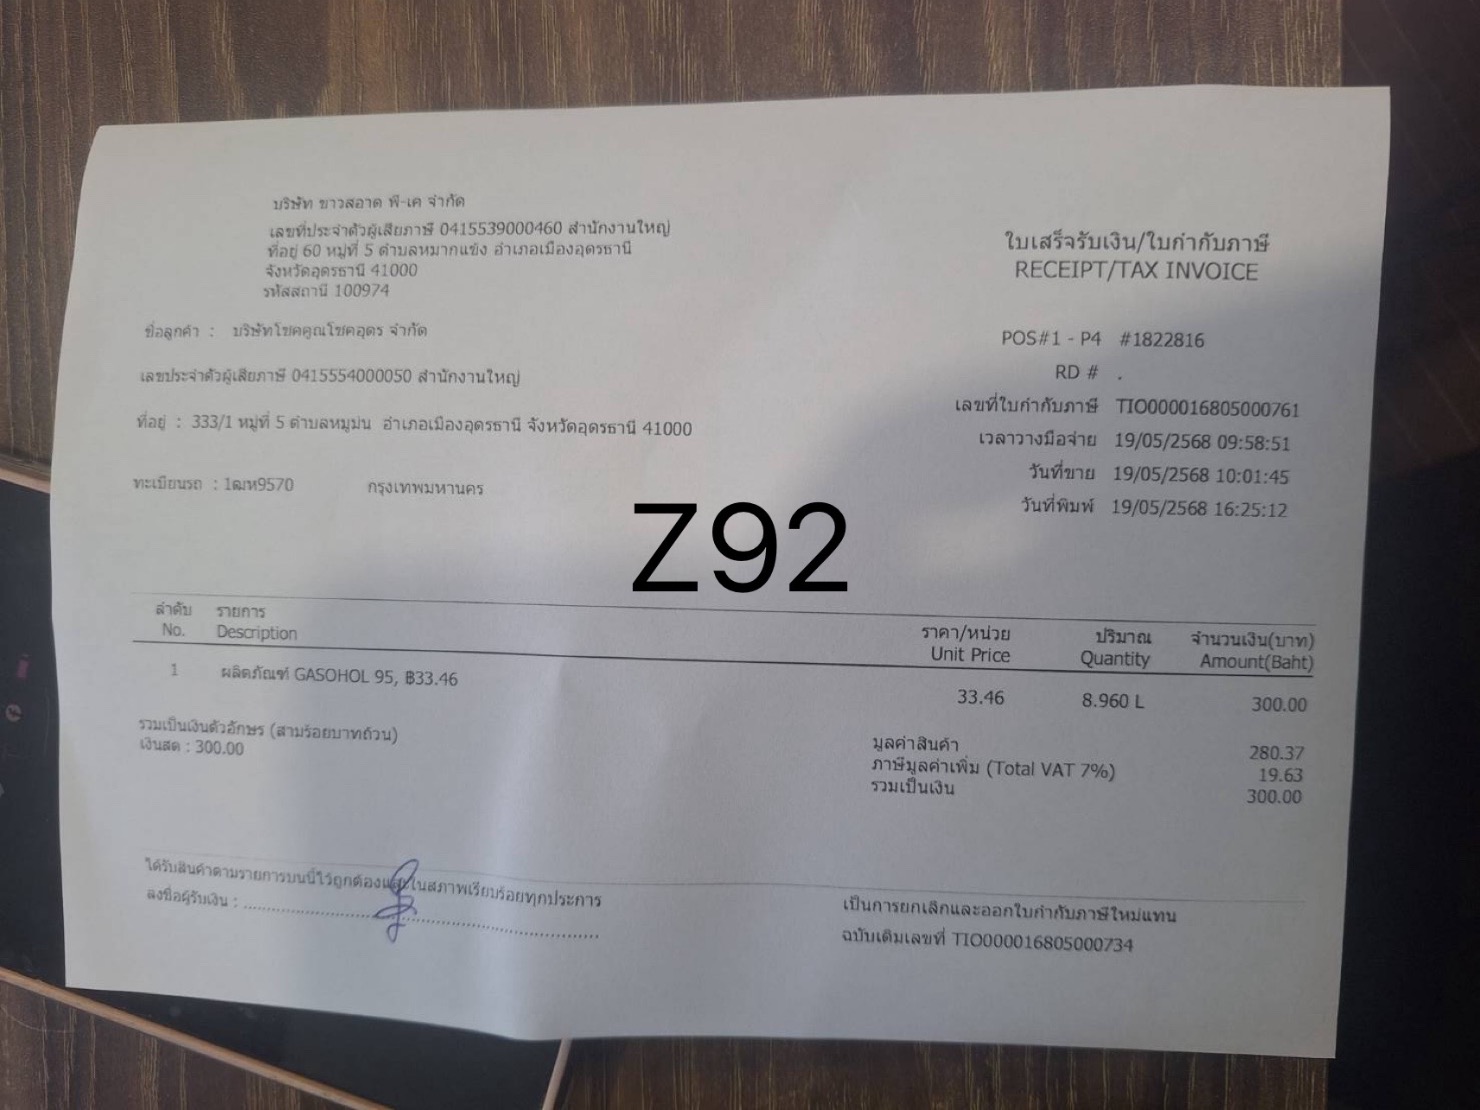 บริษัท ขาวสอาด พี-เค จำกัด
เลขที่ประจำตัวผู้เสียภาษี 0415539000460 สำนักงานใหญ่
ที่อยู่ 60 หมู่ที่ 5 ตำบลหมากแข้ง อำเภอเมืองอุดรธานี
จังหวัดอุดรธานี 41000
รหัสสถานี 100974
ใบเสร็จรับเงิน/ใบกำกับภาษี
RECEIPT/TAX INVOICE
ชื่อลูกค้า : บริษัทโชคคูณโชคอุดร จำกัด
เลขประจำตัวผู้เสียภาษี 0415554000050 สำนักงานใหญ่
ที่อยู่ : 333/1 หมู่ที่ 5 ตำบลหมูม่น อำเภอเมืองอุดรธานี จังหวัดอุดรธานี 41000
ทะเบียนรถ : 1ฒห9570 กรุงเทพมหานคร
POS#1 - P4 #1822816
RD # .
เลขที่ใบกำกับภาษี TIO000016805000761
เวลาวางมือจ่าย 19/05/2568 09:58:51
วันที่ขาย 19/05/2568 10:01:45
วันที่พิมพ์ 19/05/2568 16:25:12
Z92
ลำดับ รายการ ราคา/หน่วย ปริมาณ จำนวนเงิน(บาท)
No. Description Unit Price Quantity Amount(Baht)
1 ผลิตภัณฑ์ GASOHOL 95, ฿33.46 33.46 8.960 L 300.00
รวมเป็นเงินตัวอักษร (สามร้อยบาทถ้วน)
เงินสด : 300.00
มูลค่าสินค้า 280.37
ภาษีมูลค่าเพิ่ม (Total VAT 7%) 19.63
รวมเป็นเงิน 300.00
ได้รับสินค้าตามรายการบนนี้ไว้ถูกต้องและในสภาพเรียบร้อยทุกประการ
ลงชื่อผู้รับเงิน :
เป็นการยกเลิกและออกใบกำกับภาษีใหม่แทน
ฉบับเดิมเลขที่ TIO000016805000734